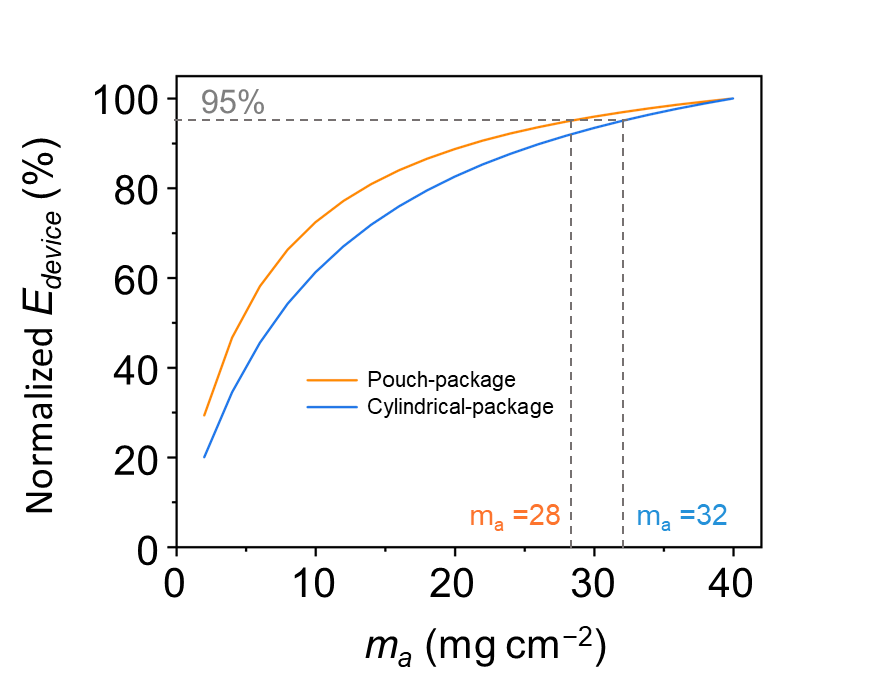 95%
100
80
60
40
20
0
Normalized E_device (%)
Pouch-package
Cylindrical-package
mₐ =28
mₐ =32
0 10 20 30 40
mₐ (mg cm⁻²)